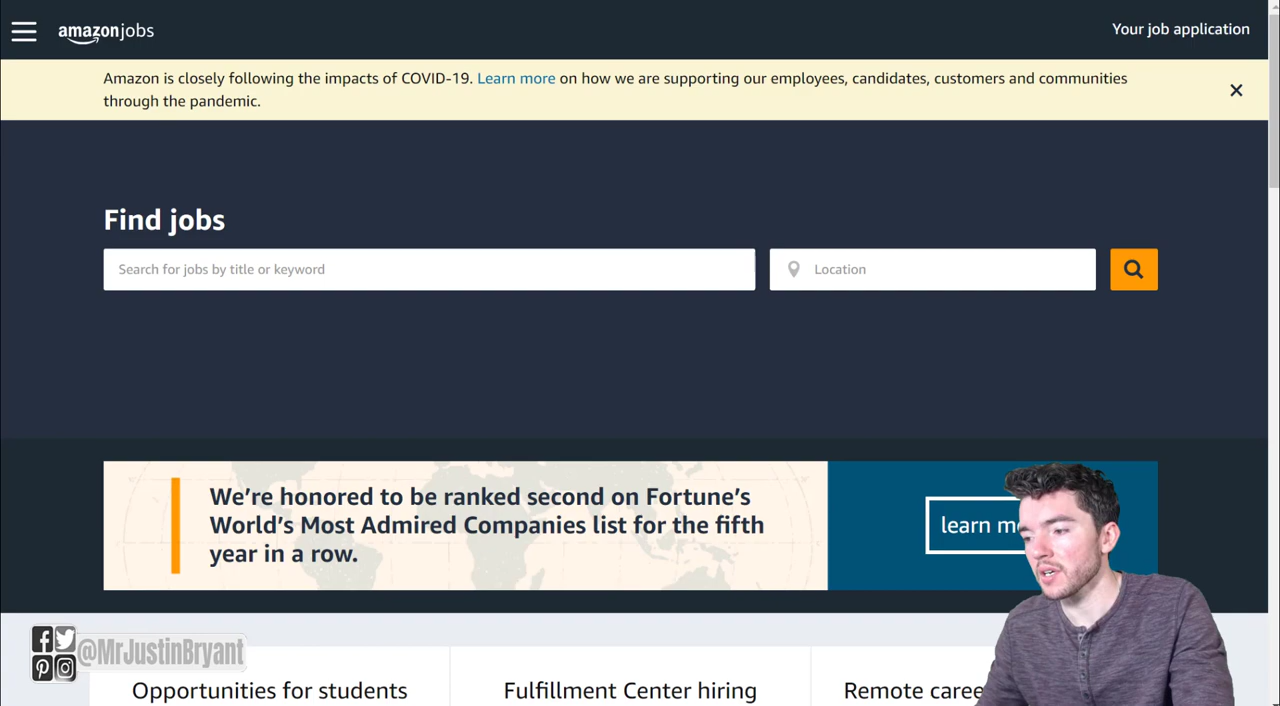 amazonjobs
Your job application
Amazon is closely following the impacts of COVID-19. Learn more on how we are supporting our employees, candidates, customers and communities
through the pandemic.
Find jobs
Search for jobs by title or keyword
Location
We're honored to be ranked second on Fortune's
World's Most Admired Companies list for the fifth
year in a row.
learn
@MrJustinBryant
Opportunities for students
Fulfillment Center hiring
Remote